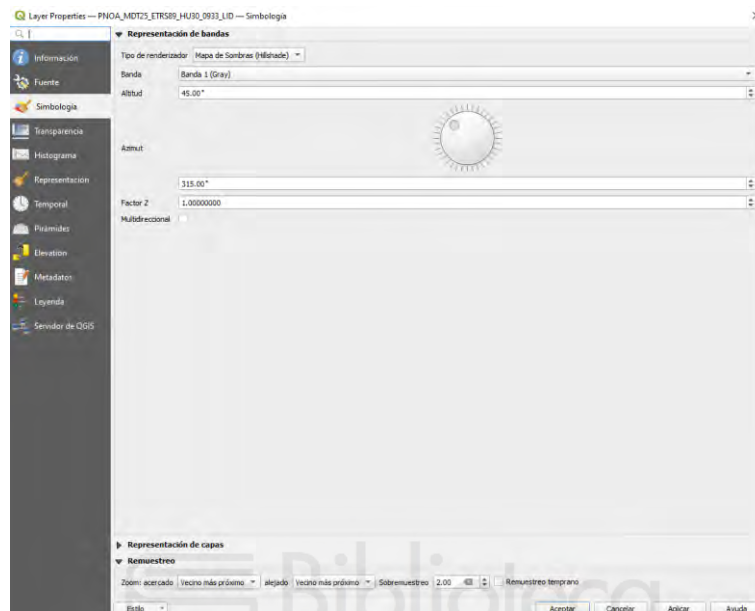 Layer Properties — PNOA_MDT25_ETRS89_HU30_0933_LID — Simbología
Información
Fuente
Simbología
Transparencia
Histograma
Representación
Temporal
Pirámides
Elevation
Metadatos
Leyenda
Servidor de QGIS
Representación de bandas
Tipo de renderizador Mapa de Sombras (Hillshade)
Banda Banda 1 (Gray)
Altitud 45.00°
Azimut
315.00°
Factor Z 1.00000000
Multidireccional
Representación de capas
Remuestreo
Zoom: acercado Vecino más próximo alejado Vecino más próximo Sobremuestreo 2.00 Remuestreo temprano
Estilo Aceptar Cancelar Aplicar Ayuda
Biblioteca